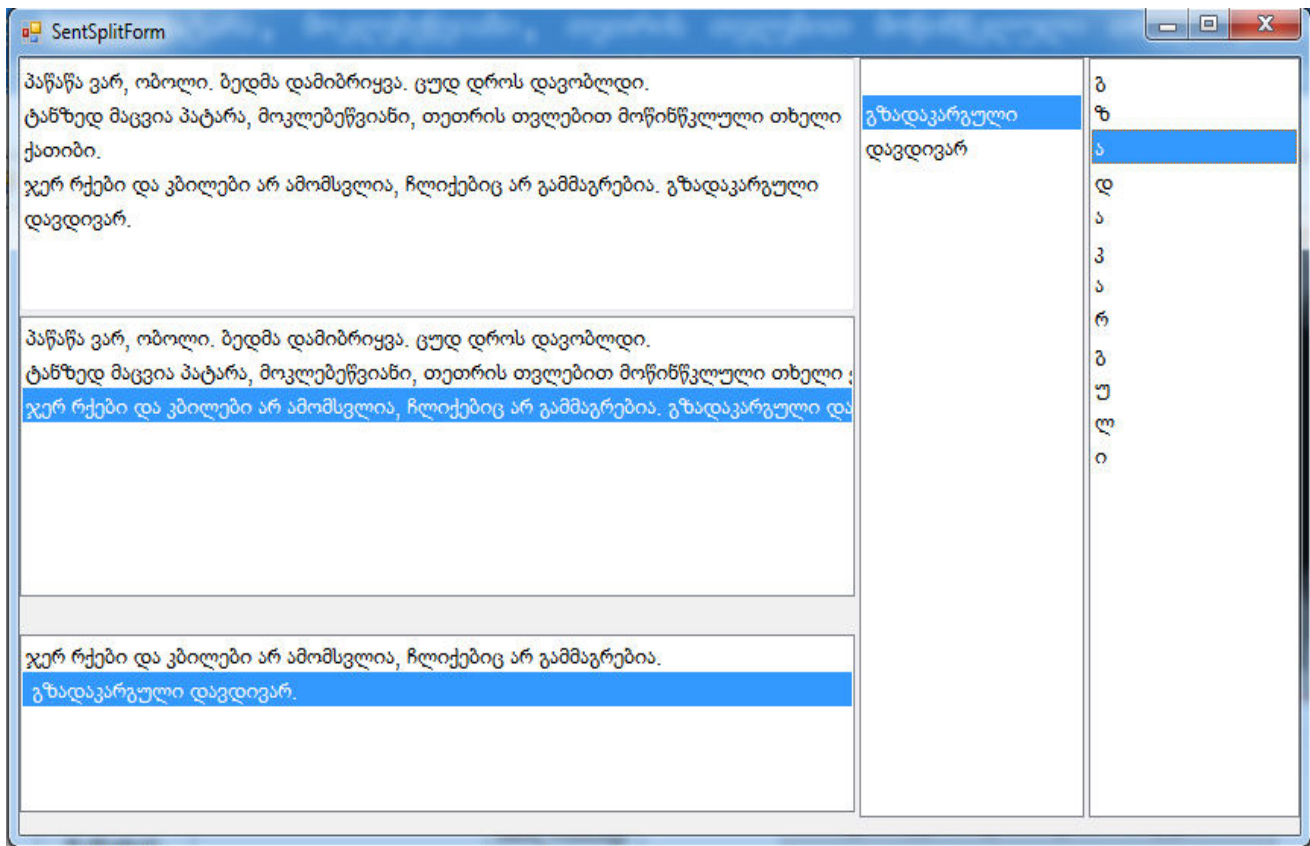 SentSplitForm
პაწაწა ვარ, ობოლი. ბედმა დამიბრიყვა. ცუდ დროს დავობლდი.
ტანზედ მაცვია პატარა, მოკლებეწვიანი, თეთრის თვლებით მოწინწკლული თხელი
ქათიბი.
ჯერ რქები და კბილები არ ამომსვლია, ჩლიქებიც არ გამმაგრებია. გზადაკარგული
დავდივარ.
პაწაწა ვარ, ობოლი. ბედმა დამიბრიყვა. ცუდ დროს დავობლდი.
ტანზედ მაცვია პატარა, მოკლებეწვიანი, თეთრის თვლებით მოწინწკლული თხელი
ჯერ რქები და კბილები არ ამომსვლია, ჩლიქებიც არ გამმაგრებია. გზადაკარგული და
ჯერ რქები და კბილები არ ამომსვლია, ჩლიქებიც არ გამმაგრებია.
გზადაკარგული დავდივარ.
გზადაკარგული
დავდივარ
გ
ზ
ა
დ
ა
კ
ა
რ
გ
უ
ლ
ი